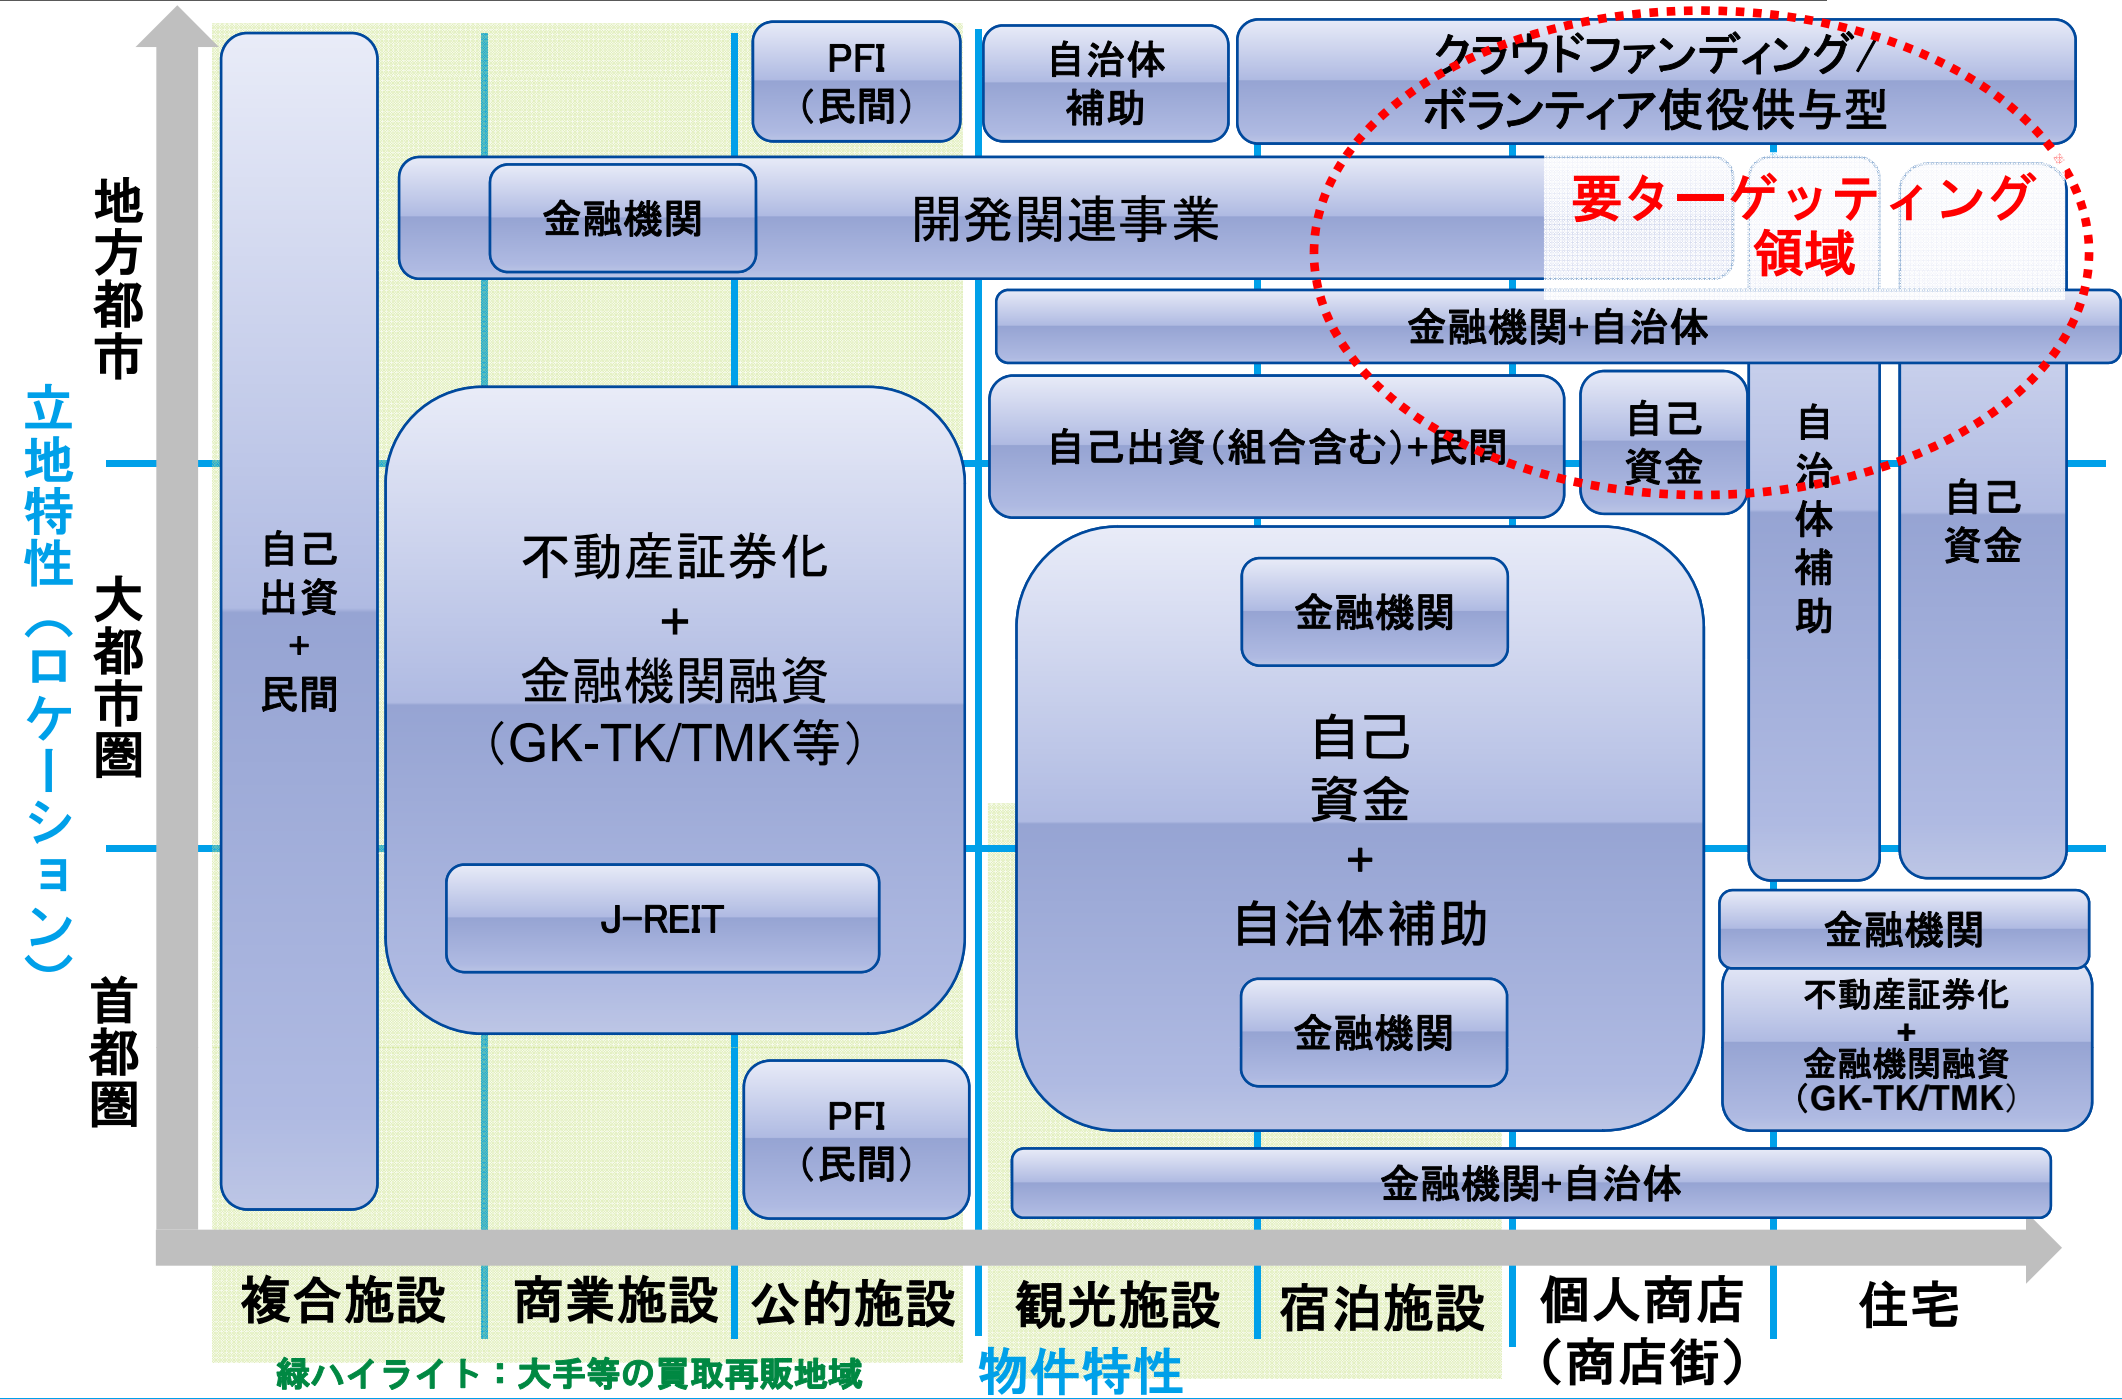 PFI
（民間）
自治体
補助
クラウドファンディング/
ボランティア使役供与型
金融機関
開発関連事業
要ターゲッティング
領域
金融機関+自治体
自己出資(組合含む)+民間
自己
資金
自治体補助
自己
資金
自己
出資
+
民間
不動産証券化
+
金融機関融資
（GK-TK/TMK等）
J-REIT
金融機関
自己
資金
+
自治体補助
金融機関
金融機関
不動産証券化
+
金融機関融資
（GK-TK/TMK）
PFI
（民間）
金融機関+自治体
地方都市
大都市圏
首都圏
立地特性（ロケーション）
複合施設
商業施設
公的施設
観光施設
宿泊施設
個人商店
（商店街）
住宅
緑ハイライト：大手等の買取再販地域
物件特性